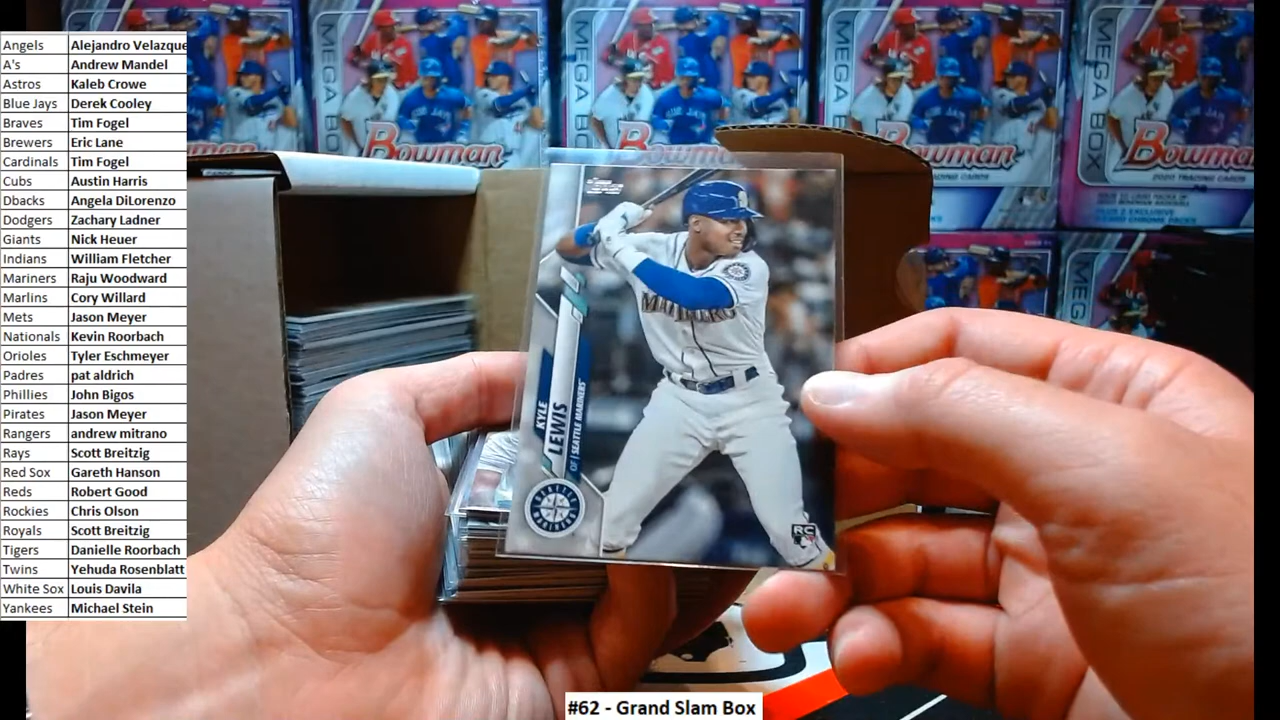 Angels Alejandro Velazque
A's Andrew Mandel
Astros Kaleb Crowe
Blue Jays Derek Cooley
Braves Tim Fogel
Brewers Eric Lane
Cardinals Tim Fogel
Cubs Austin Harris
Dbacks Angela DiLorenzo
Dodgers Zachary Ladner
Giants Nick Heuer
Indians William Fletcher
Mariners Raju Woodward
Marlins Cory Willard
Mets Jason Meyer
Nationals Kevin Roorbach
Orioles Tyler Eschmeyer
Padres pat aldrich
Phillies John Bigos
Pirates Jason Meyer
Rangers andrew mitrano
Rays Scott Breitzig
Red Sox Gareth Hanson
Reds Robert Good
Rockies Chris Olson
Royals Scott Breitzig
Tigers Danielle Roorbach
Twins Yehuda Rosenblatt
White Sox Louis Davila
Yankees Michael Stein
MEGA BOX
Bowman
MEGA BOX
Bowman
MEGA BOX
Bowman
MEGA BOX
Bowman
2020 TRADING CARDS
MEGA
MARINERS
KYLE
LEWIS
OF | SEATTLE MARINERS
SEATTLE
MARINERS
RC
#62 - Grand Slam Box